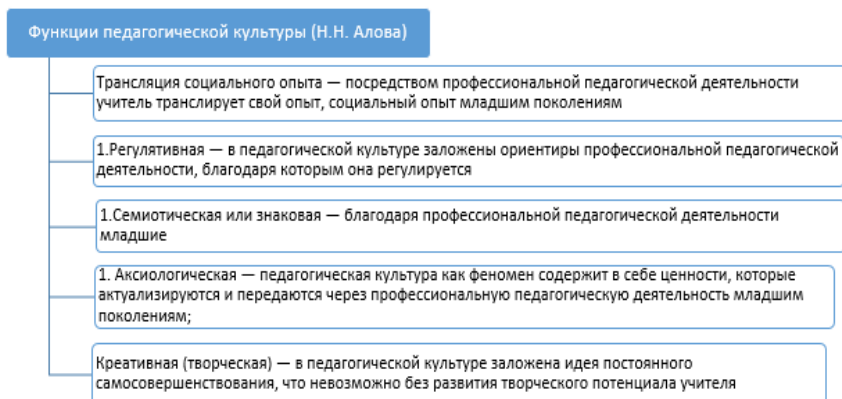 Функции педагогической культуры (Н.Н. Алова)
Трансляция социального опыта — посредством профессиональной педагогической деятельности
учитель транслирует свой опыт, социальный опыт младшим поколениям
1.Регулятивная — в педагогической культуре заложены ориентиры профессиональной педагогической
деятельности, благодаря которым она регулируется
1.Семиотическая или знаковая — благодаря профессиональной педагогической деятельности
младшие
1. Аксиологическая — педагогическая культура как феномен содержит в себе ценности, которые
актуализируются и передаются через профессиональную педагогическую деятельность младшим
поколениям;
Креативная (творческая) — в педагогической культуре заложена идея постоянного
самосовершенствования, что невозможно без развития творческого потенциала учителя